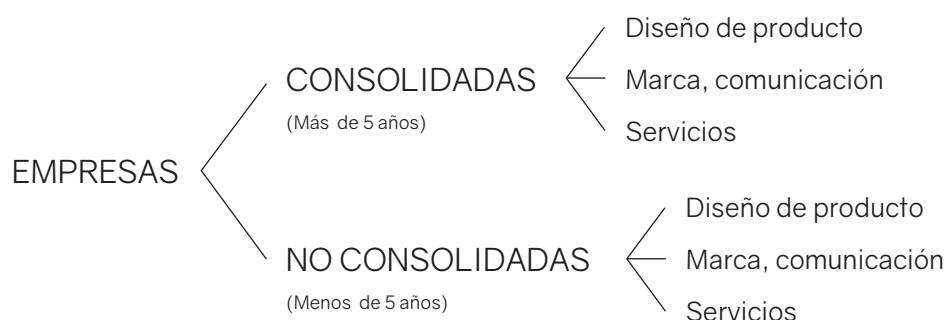 EMPRESAS
CONSOLIDADAS
(Más de 5 años)
Diseño de producto
Marca, comunicación
Servicios
NO CONSOLIDADAS
(Menos de 5 años)
Diseño de producto
Marca, comunicación
Servicios